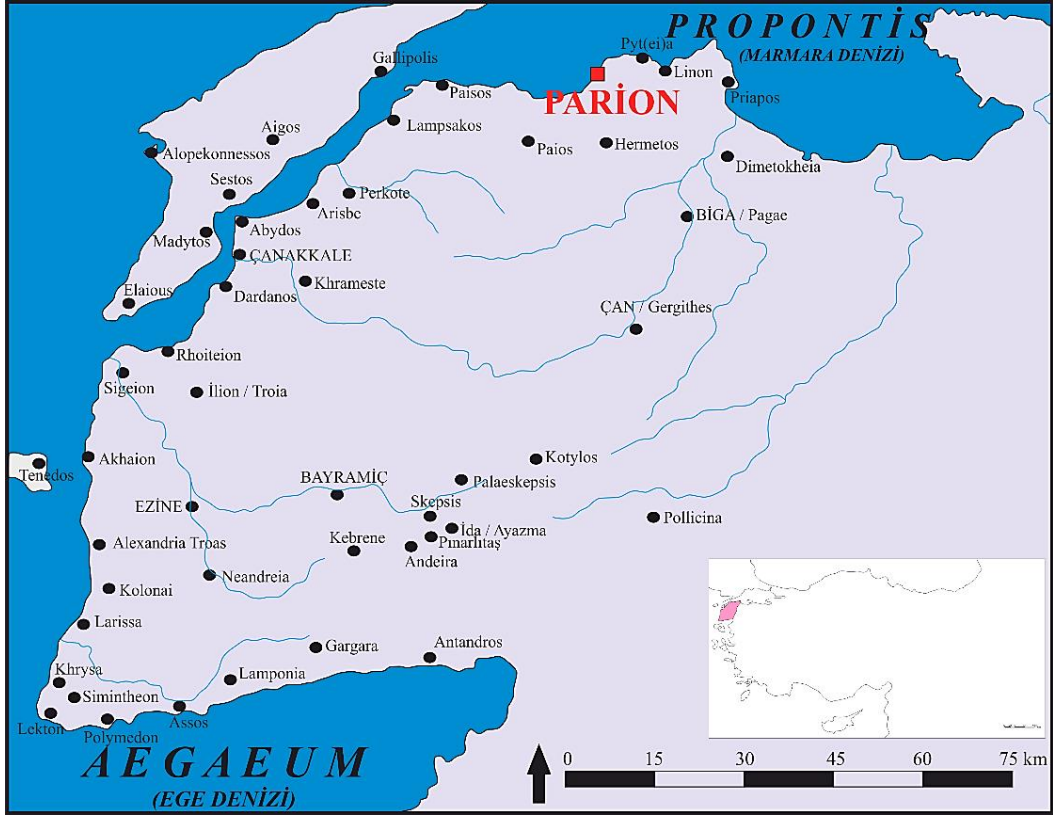 PROPONTİS
(MARMARA DENİZİ)
Pyt(ei)a
Linon
Gallipolis
Paisos
PARİON
Priapos
Lampsakos
Aigos
Paios
Hermetos
Alopekonnessos
Dimetokheia
Sestos
Perkote
Arisbe
BİGA / Pagae
Abydos
Madytos
ÇANAKKALE
Khrameste
Elaious
Dardanos
ÇAN / Gergithes
Rhoiteion
Sigeion
İlion / Troia
Akhaion
Kotylos
Tenedos
BAYRAMİÇ
Palaeskepsis
EZİNE
Skepsis
Pollicina
İda / Ayazma
Kebrene
Pınarlıtaş
Alexandria Troas
Andeira
Neandreia
Kolonai
Larissa
Gargara
Antandros
Khrysa
Lamponia
Simintheon
Lekton
Assos
Polymedon
AEGAEUM
(EGE DENİZİ)
0 15 30 45 60 75 km